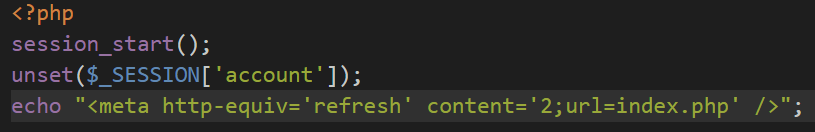 <?php
session_start();
unset($_SESSION['account']);
echo "<meta http-equiv='refresh' content='2;url=index.php' />";